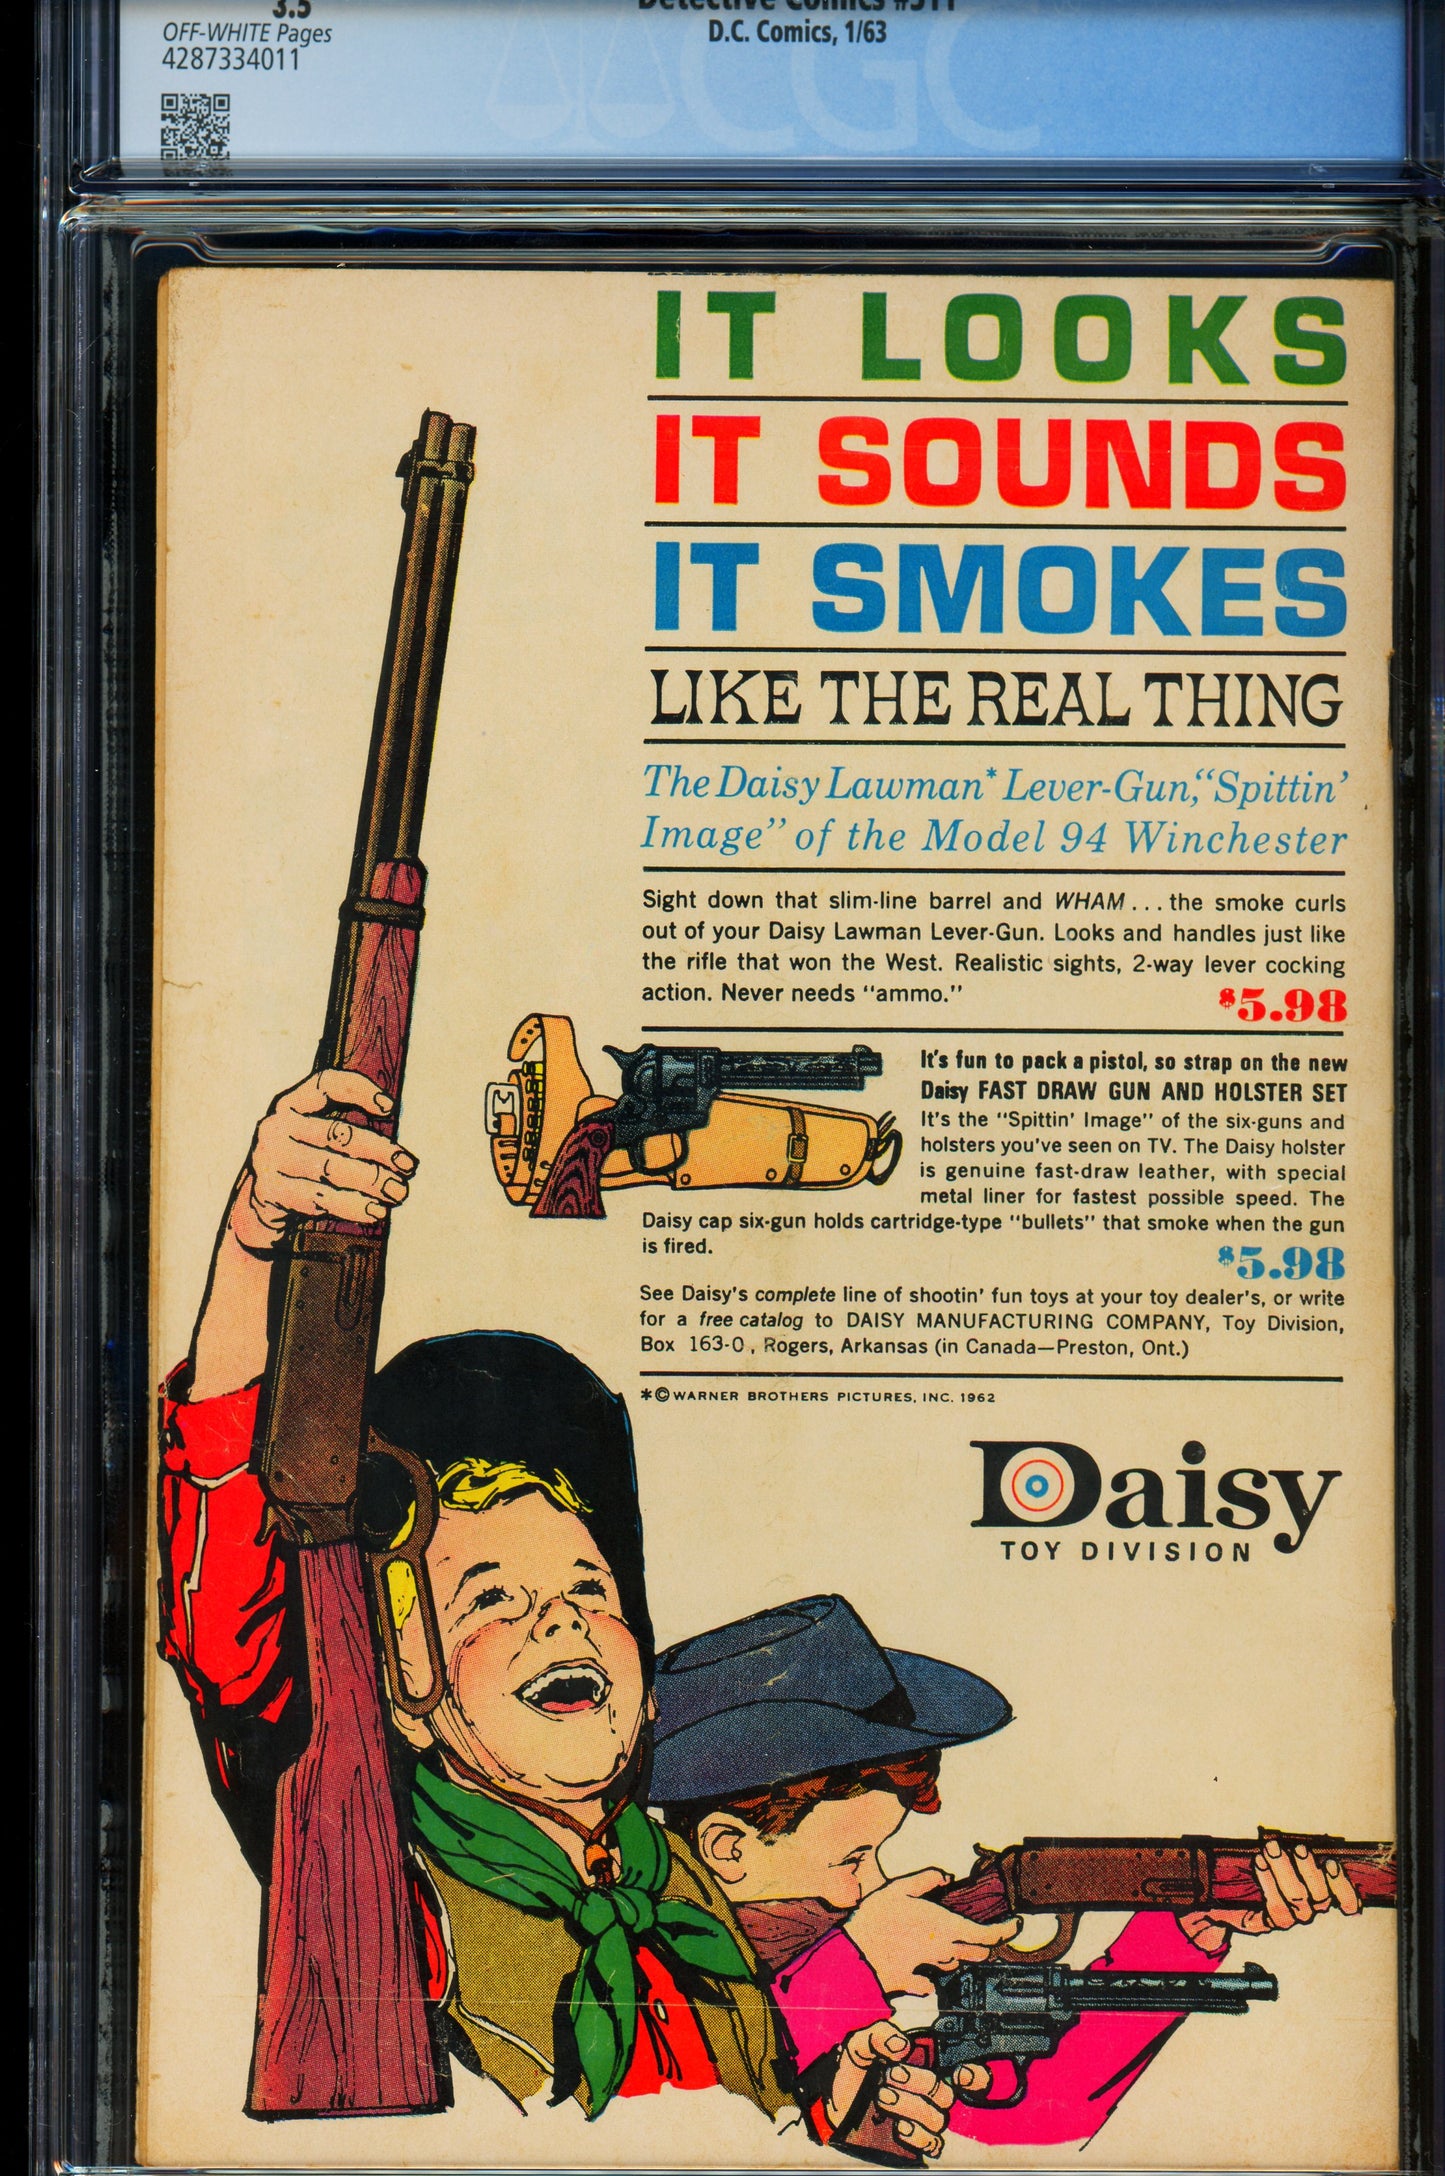 3.5
Detective Comics #311
OFF-WHITE Pages
D.C. Comics, 1/63
4287334011
CGC
IT LOOKS
IT SOUNDS
IT SMOKES
LIKE THE REAL THING
The Daisy Lawman* Lever-Gun, “Spittin’
Image” of the Model 94 Winchester
Sight down that slim-line barrel and WHAM . . . the smoke curls
out of your Daisy Lawman Lever-Gun. Looks and handles just like
the rifle that won the West. Realistic sights, 2-way lever cocking
action. Never needs “ammo.”
$5.98
It's fun to pack a pistol, so strap on the new
Daisy FAST DRAW GUN AND HOLSTER SET
It's the “Spittin’ Image” of the six-guns and
holsters you've seen on TV. The Daisy holster
is genuine fast-draw leather, with special
metal liner for fastest possible speed. The
Daisy cap six-gun holds cartridge-type “bullets” that smoke when the gun
is fired.
$5.98
See Daisy's complete line of shootin’ fun toys at your toy dealer's, or write
for a free catalog to DAISY MANUFACTURING COMPANY, Toy Division,
Box 163-O, Rogers, Arkansas (in Canada—Preston, Ont.)
*©WARNER BROTHERS PICTURES, INC. 1962
Daisy
TOY DIVISION